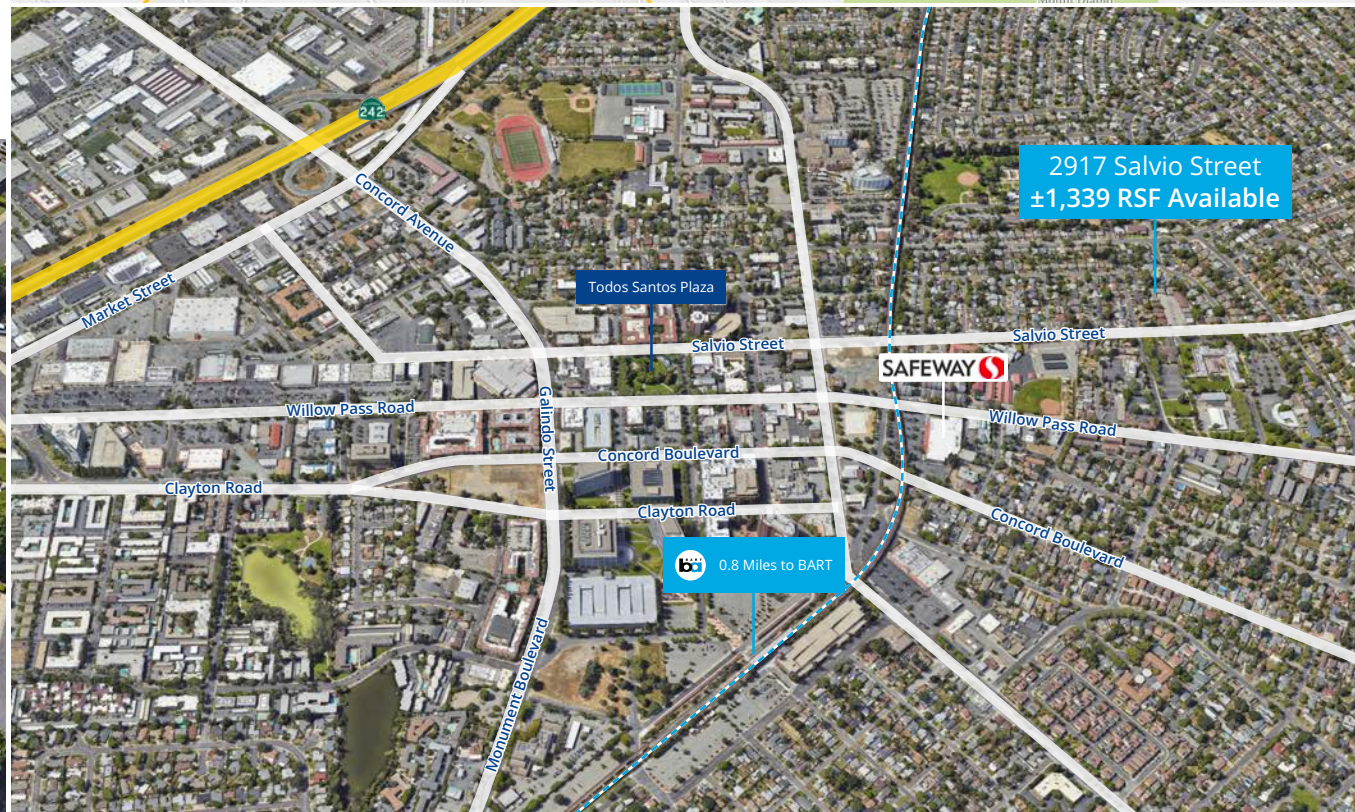 242
2917 Salvio Street
±1,339 RSF Available
Concord Avenue
Market Street
Todos Santos Plaza
Salvio Street
Salvio Street
SAFEWAY
Galindo Street
Willow Pass Road
Willow Pass Road
Concord Boulevard
Clayton Road
Clayton Road
Concord Boulevard
ba
0.8 Miles to BART
Monument Boulevard